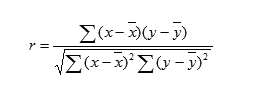 r = ∑(x − x̄)(y − ȳ) / √∑(x − x̄)² ∑(y − ȳ)²